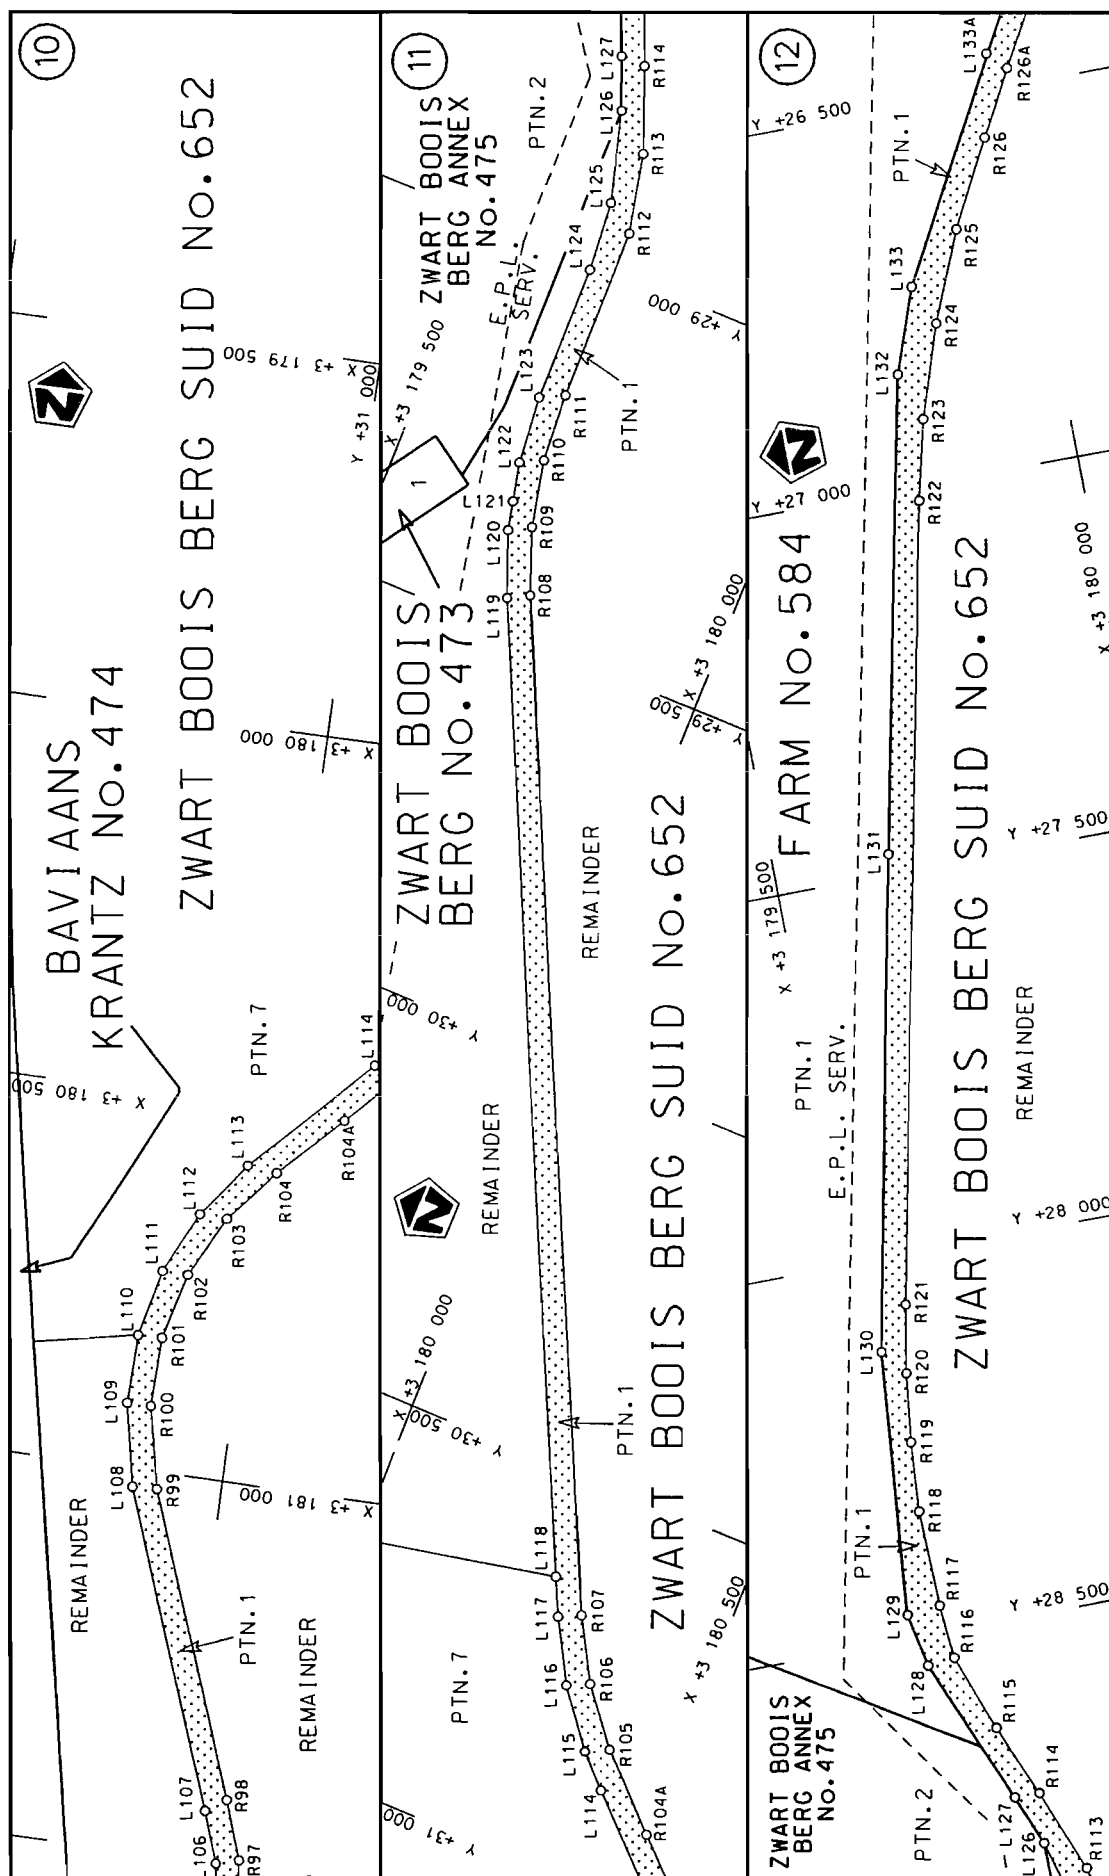 10
BAVIAANS
KRANTZ No.474
ZWART BOOIS BERG SUID No.652
Z
REMAINDER
PTN.1
REMAINDER
PTN.7
X +3 181 000
X +3 180 500
X +3 180 000
X +3 179 500
Y +31 000
L106
L107
L108
L109
L110
L111
L112
L113
L114
R97
R98
R99
R100
R101
R102
R103
R104
R104A
11
ZWART BOOIS
BERG No.473
ZWART BOOIS
BERG ANNEX
No.475
1
E.P.L.
SERV.
PTN.2
PTN.7
REMAINDER
REMAINDER
PTN.1
PTN.1
ZWART BOOIS BERG SUID No.652
Z
Y +31 000
Y +30 500
X +3 180 000
Y +30 000
X +3 179 500
X +3 180 500
Y +29 500
X +3 180 000
Y +29 000
L114
L115
L116
L117
L118
L119
L120
L121
L122
L123
L124
L125
L126
L127
R104A
R105
R106
R107
R108
R109
R110
R111
R112
R113
R114
12
ZWART BOOIS
BERG ANNEX
No.475
PTN.2
PTN.1
PTN.1
E.P.L. SERV.
FARM No.584
PTN.1
Z
ZWART BOOIS BERG SUID No.652
REMAINDER
Y +28 500
Y +28 000
Y +27 500
X +3 179 500
Y +27 000
X +3 180 000
Y +26 500
L126
L127
L128
L129
L130
L131
L132
L133
L133A
R113
R114
R115
R116
R117
R118
R119
R120
R121
R122
R123
R124
R125
R126
R126A